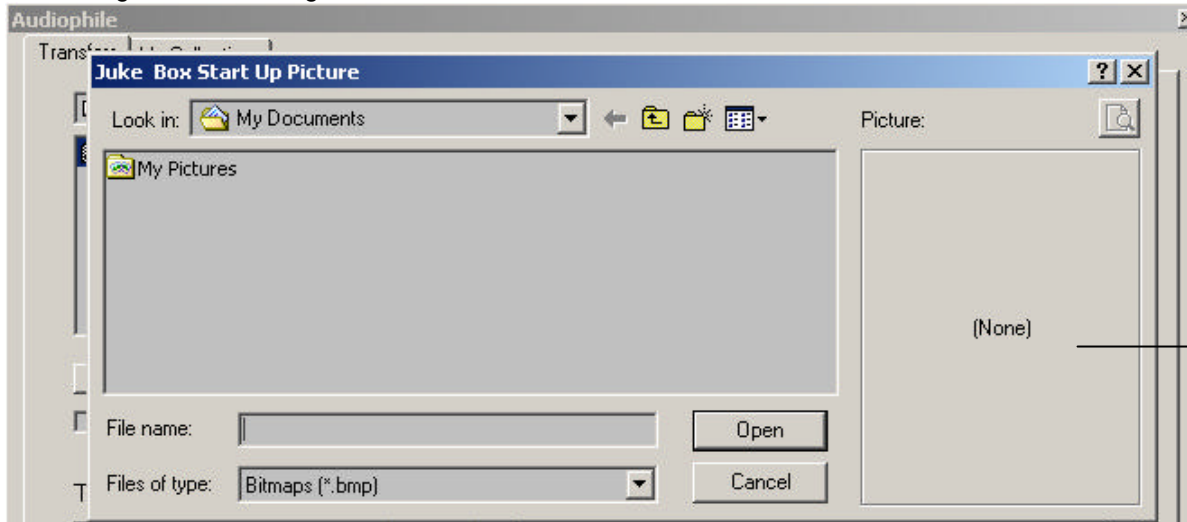 Audiophile
Juke Box Start Up Picture
Look in: My Documents
Picture:
My Pictures
(None)
File name:
Open
Files of type: Bitmaps (*.bmp)
Cancel